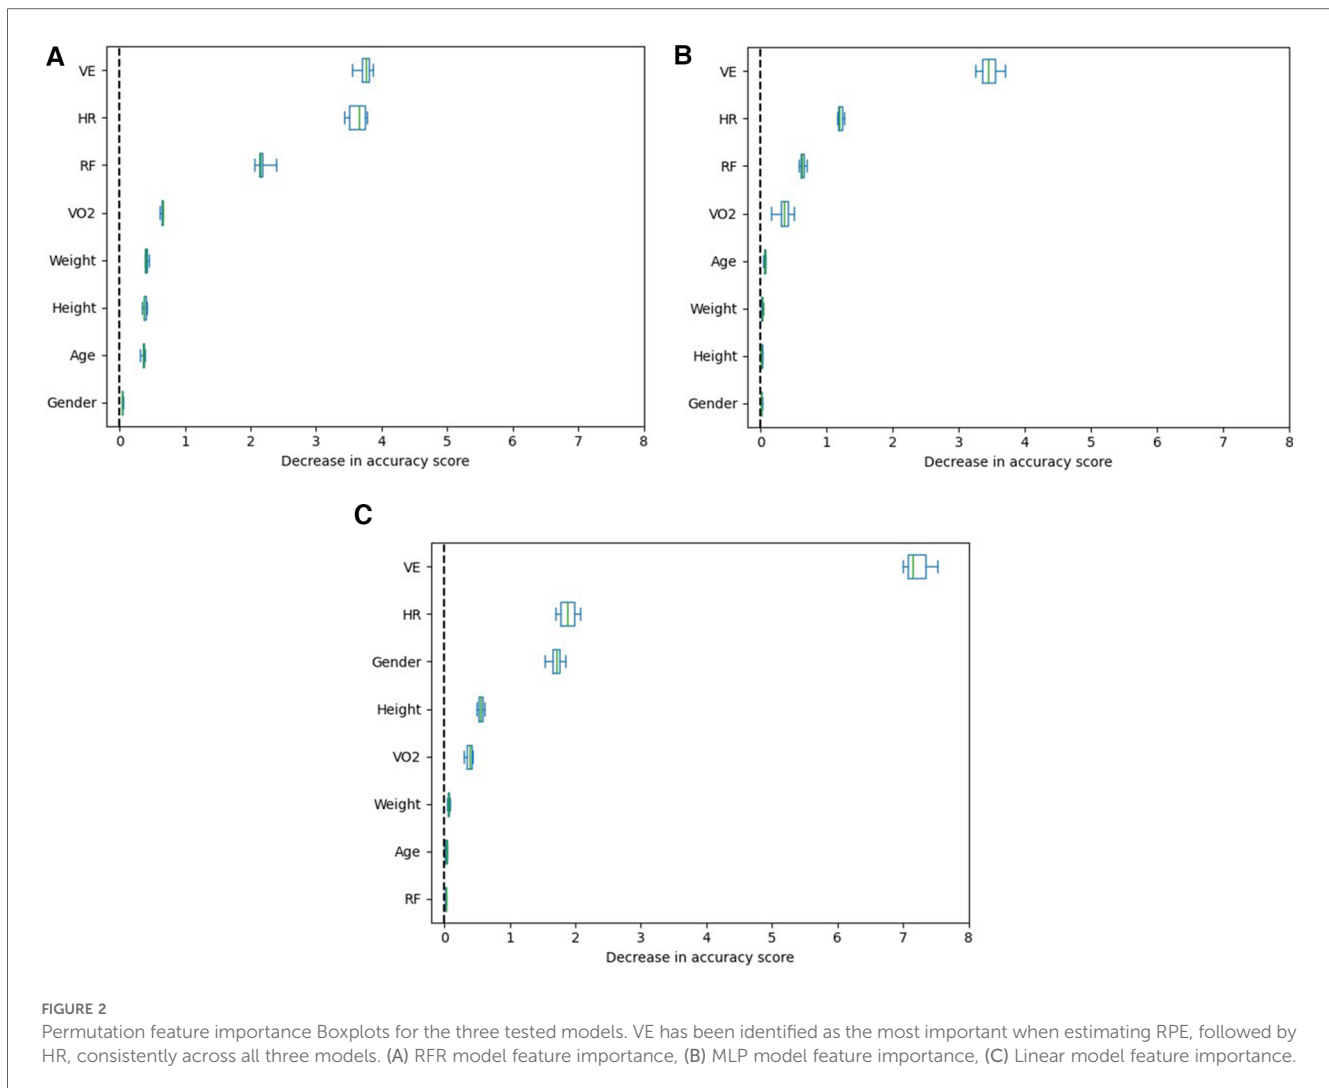 A
VE
HR
RF
VO2
Weight
Height
Age
Gender
0 1 2 3 4 5 6 7 8
Decrease in accuracy score
B
VE
HR
RF
VO2
Age
Weight
Height
Gender
0 1 2 3 4 5 6 7 8
Decrease in accuracy score
C
VE
HR
Gender
Height
VO2
Weight
Age
RF
0 1 2 3 4 5 6 7 8
Decrease in accuracy score
FIGURE 2
Permutation feature importance Boxplots for the three tested models. VE has been identified as the most important when estimating RPE, followed by
HR, consistently across all three models. (A) RFR model feature importance, (B) MLP model feature importance, (C) Linear model feature importance.